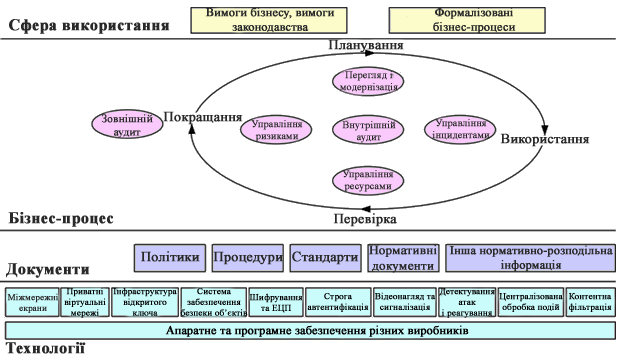 Сфера використання
Вимоги бізнесу, вимоги
законодавства
Формалізовані
бізнес-процеси
Планування
Перегляд і
модернізація
Зовнішній
аудит
Покращання
Управління
ризиками
Внутрішній
аудит
Управління
інцидентами
Використання
Управління
ресурсами
Перевірка
Бізнес-процес
Політики
Процедури
Стандарти
Нормативні
документи
Інша нормативно-розподільна
інформація
Документи
Міжмережні
екрани
Приватні
віртуальні
мережі
Інфраструктура
відкритого
ключа
Система
забезпечення
безпеки об’єктів
Шифрування
та ЕЦП
Строга
автентифікація
Відеонагляд та
сигналізація
Детектування
атак
і реагування
Централізована
обробка подій
Контентна
фільтрація
Апаратне та програмне забезпечення різних виробників
Технології